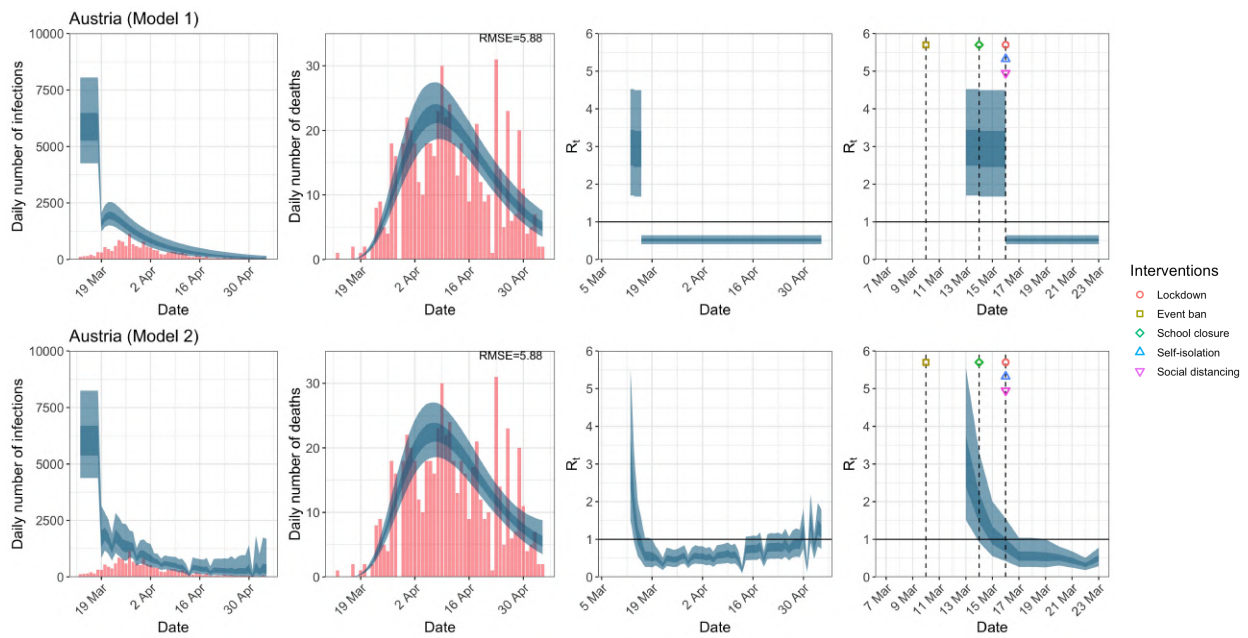 Austria (Model 1)
Daily number of infections
10000
7500
5000
2500
0
19 Mar
2 Apr
16 Apr
30 Apr
Date
Daily number of deaths
RMSE=5.88
30
20
10
0
19 Mar
2 Apr
16 Apr
30 Apr
Date
Rt
6
5
4
3
2
1
0
5 Mar
19 Mar
2 Apr
16 Apr
30 Apr
Date
Rt
6
5
4
3
2
1
0
7 Mar
9 Mar
11 Mar
13 Mar
15 Mar
17 Mar
19 Mar
21 Mar
23 Mar
Date
Interventions
Lockdown
Event ban
School closure
Self-isolation
Social distancing
Austria (Model 2)
Daily number of infections
10000
7500
5000
2500
0
19 Mar
2 Apr
16 Apr
30 Apr
Date
Daily number of deaths
RMSE=5.88
30
20
10
0
19 Mar
2 Apr
16 Apr
30 Apr
Date
Rt
6
5
4
3
2
1
0
5 Mar
19 Mar
2 Apr
16 Apr
30 Apr
Date
Rt
6
5
4
3
2
1
0
7 Mar
9 Mar
11 Mar
13 Mar
15 Mar
17 Mar
19 Mar
21 Mar
23 Mar
Date